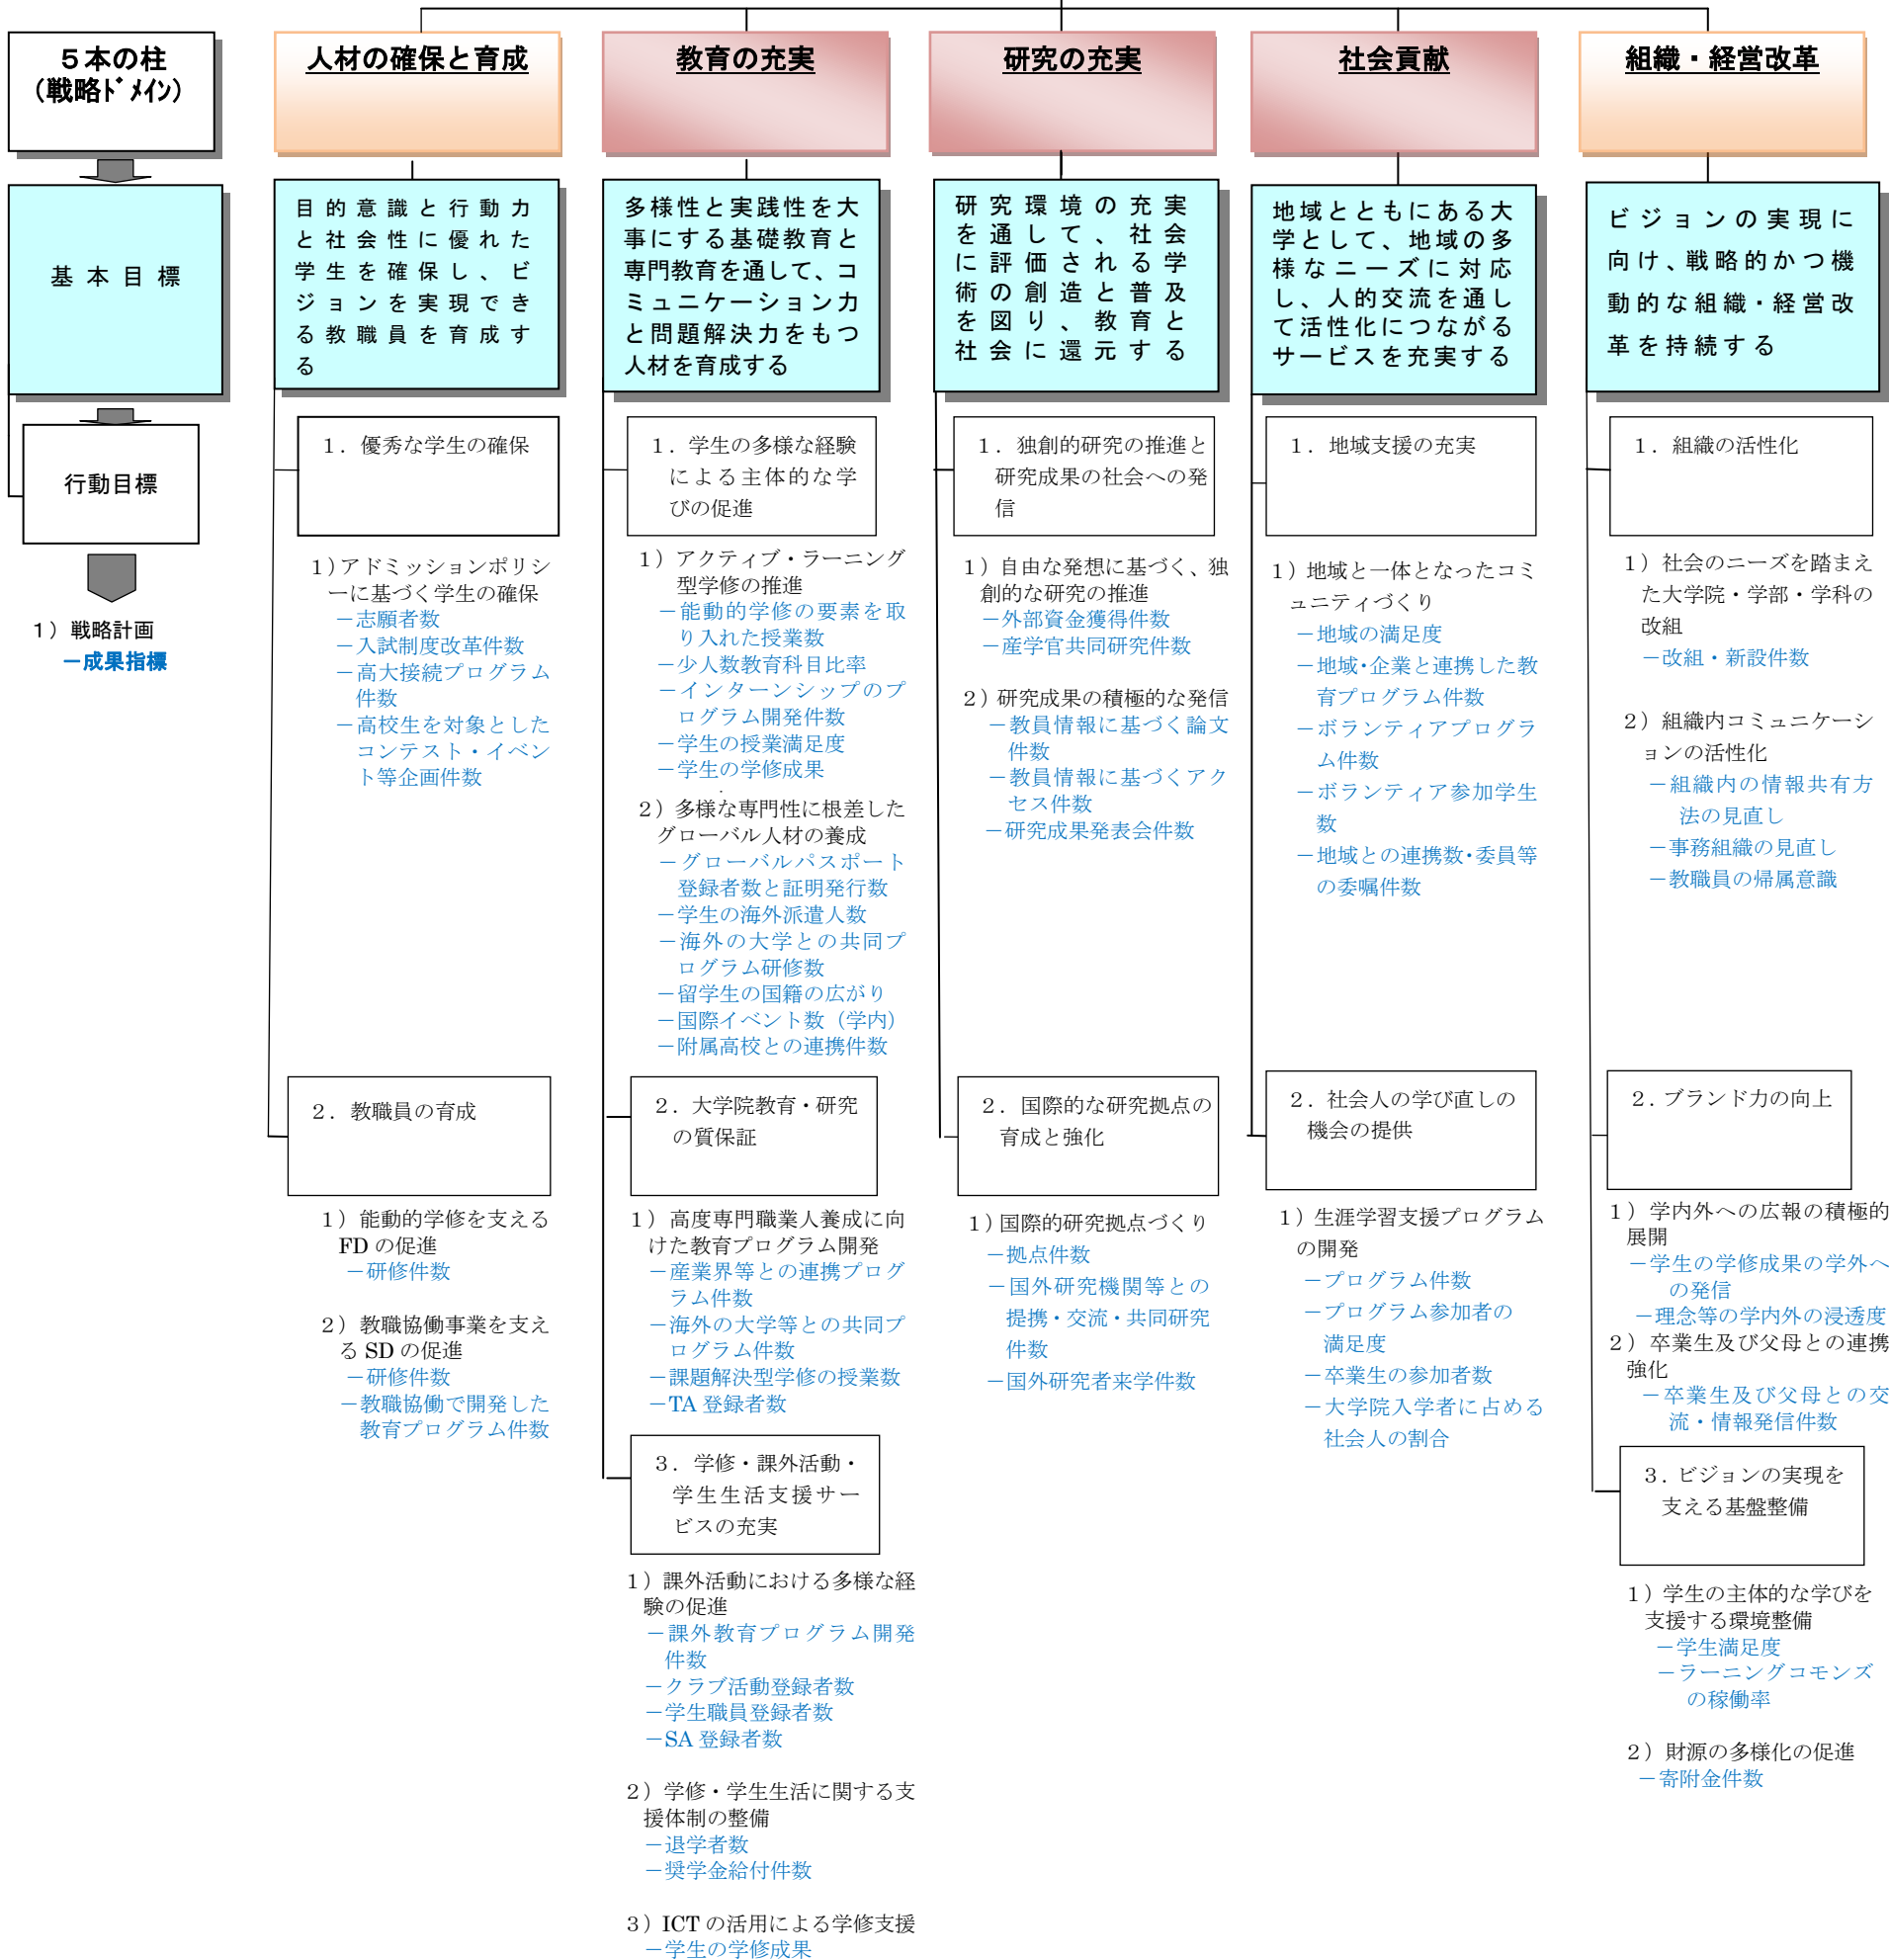 5本の柱
(戦略ドメイン)
基本目標
行動目標
1）戦略計画
－成果指標
人材の確保と育成
目的意識と行動力
と社会性に優れた
学生を確保し、ビ
ジョンを実現でき
る教職員を育成す
る
1．優秀な学生の確保
1）アドミッションポリシ
ーに基づく学生の確保
－志願者数
－入試制度改革件数
－高大接続プログラム
件数
－高校生を対象とした
コンテスト・イベン
ト等企画件数
2．教職員の育成
1）能動的学修を支える
FDの促進
－研修件数
2）教職協働事業を支え
るSDの促進
－研修件数
－教職協働で開発した
教育プログラム件数
教育の充実
多様性と実践性を大
事にする基礎教育と
専門教育を通して、コ
ミュニケーション力
と問題解決力をもつ
人材を育成する
1．学生の多様な経験
による主体的な学
びの促進
1）アクティブ・ラーニング
型学修の推進
－能動的学修の要素を取
り入れた授業数
－少人数教育科目比率
－インターンシップのプ
ログラム開発件数
－学生の授業満足度
－学生の学修成果
2）多様な専門性に根差した
グローバル人材の養成
－グローバルパスポート
登録者数と証明発行数
－学生の海外派遣人数
－海外の大学との共同プ
ログラム研修数
－留学生の国籍の広がり
－国際イベント数（学内）
－附属高校との連携件数
2．大学院教育・研究
の質保証
1）高度専門職業人養成に向
けた教育プログラム開発
－産業界等との連携プログ
ラム件数
－海外の大学等との共同プ
ログラム件数
－課題解決型学修の授業数
－TA登録者数
3．学修・課外活動・
学生生活支援サー
ビスの充実
1）課外活動における多様な経
験の促進
－課外教育プログラム開発
件数
－クラブ活動登録者数
－学生職員登録者数
－SA登録者数
2）学修・学生生活に関する支
援体制の整備
－退学者数
－奨学金給付件数
3）ICTの活用による学修支援
－学生の学修成果
研究の充実
研究環境の充実
を通して、社会
に評価される学
術の創造と普及
を図り、教育と
社会に還元する
1．独創的研究の推進と
研究成果の社会への発
信
1）自由な発想に基づく、独
創的な研究の推進
－外部資金獲得件数
－産学官共同研究件数
2）研究成果の積極的な発信
－教員情報に基づく論文
件数
－教員情報に基づくアク
セス件数
－研究成果発表会件数
2．国際的な研究拠点の
育成と強化
1）国際的研究拠点づくり
－拠点件数
－国外研究機関等との
提携・交流・共同研究
件数
－国外研究者来学件数
社会貢献
地域とともにある大
学として、地域の多
様なニーズに対応
し、人的交流を通し
て活性化につながる
サービスを充実する
1．地域支援の充実
1）地域と一体となったコミ
ュニティづくり
－地域の満足度
－地域・企業と連携した教
育プログラム件数
－ボランティアプログラ
ム件数
－ボランティア参加学生
数
－地域との連携数・委員等
の委嘱件数
2．社会人の学び直しの
機会の提供
1）生涯学習支援プログラム
の開発
－プログラム件数
－プログラム参加者の
満足度
－卒業生の参加者数
－大学院入学者に占める
社会人の割合
組織・経営改革
ビジョンの実現に
向け、戦略的かつ機
動的な組織・経営改
革を持続する
1．組織の活性化
1）社会のニーズを踏まえ
た大学院・学部・学科の
改組
－改組・新設件数
2）組織内コミュニケーシ
ョンの活性化
－組織内の情報共有方
法の見直し
－事務組織の見直し
－教職員の帰属意識
2．ブランド力の向上
1）学内外への広報の積極的
展開
－学生の学修成果の学外へ
の発信
－理念等の学内外の浸透度
2）卒業生及び父母との連携
強化
－卒業生及び父母との交
流・情報発信件数
3．ビジョンの実現を
支える基盤整備
1）学生の主体的な学びを
支援する環境整備
－学生満足度
－ラーニングコモンズ
の稼働率
2）財源の多様化の促進
－寄附金件数